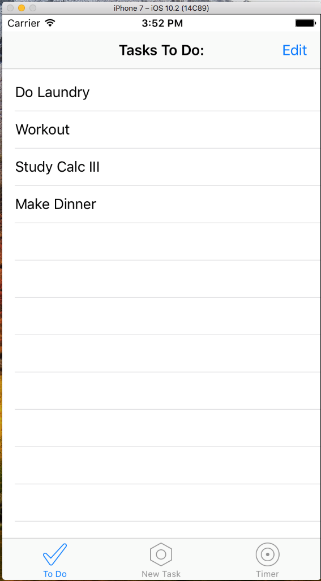 iPhone 7 – iOS 10.2 (14C89)
Carrier 3:52 PM
Tasks To Do: Edit
Do Laundry
Workout
Study Calc III
Make Dinner
To Do New Task Timer